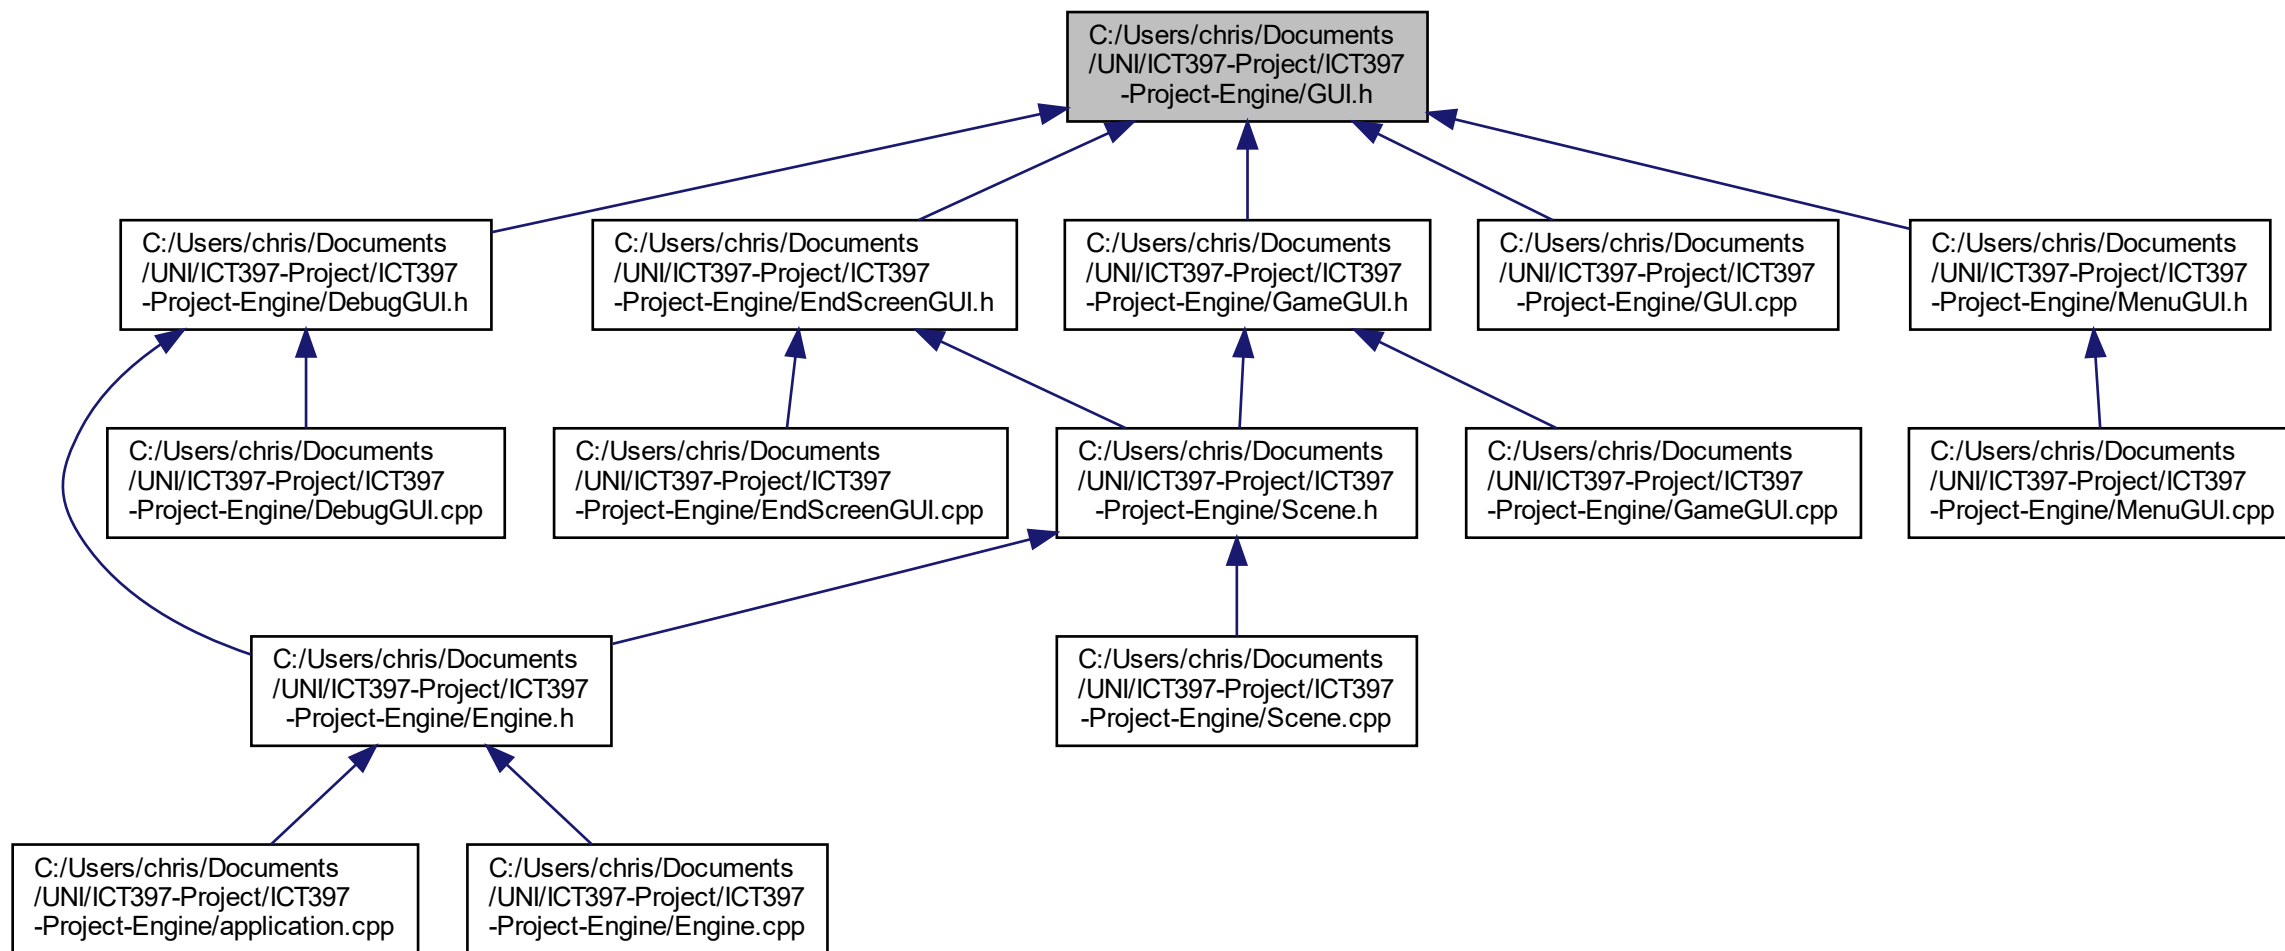 C:/Users/chris/Documents
/UNI/ICT397-Project/ICT397
-Project-Engine/GUI.h
C:/Users/chris/Documents
/UNI/ICT397-Project/ICT397
-Project-Engine/DebugGUI.h
C:/Users/chris/Documents
/UNI/ICT397-Project/ICT397
-Project-Engine/EndScreenGUI.h
C:/Users/chris/Documents
/UNI/ICT397-Project/ICT397
-Project-Engine/GameGUI.h
C:/Users/chris/Documents
/UNI/ICT397-Project/ICT397
-Project-Engine/GUI.cpp
C:/Users/chris/Documents
/UNI/ICT397-Project/ICT397
-Project-Engine/MenuGUI.h
C:/Users/chris/Documents
/UNI/ICT397-Project/ICT397
-Project-Engine/DebugGUI.cpp
C:/Users/chris/Documents
/UNI/ICT397-Project/ICT397
-Project-Engine/EndScreenGUI.cpp
C:/Users/chris/Documents
/UNI/ICT397-Project/ICT397
-Project-Engine/Scene.h
C:/Users/chris/Documents
/UNI/ICT397-Project/ICT397
-Project-Engine/GameGUI.cpp
C:/Users/chris/Documents
/UNI/ICT397-Project/ICT397
-Project-Engine/MenuGUI.cpp
C:/Users/chris/Documents
/UNI/ICT397-Project/ICT397
-Project-Engine/Engine.h
C:/Users/chris/Documents
/UNI/ICT397-Project/ICT397
-Project-Engine/Scene.cpp
C:/Users/chris/Documents
/UNI/ICT397-Project/ICT397
-Project-Engine/application.cpp
C:/Users/chris/Documents
/UNI/ICT397-Project/ICT397
-Project-Engine/Engine.cpp